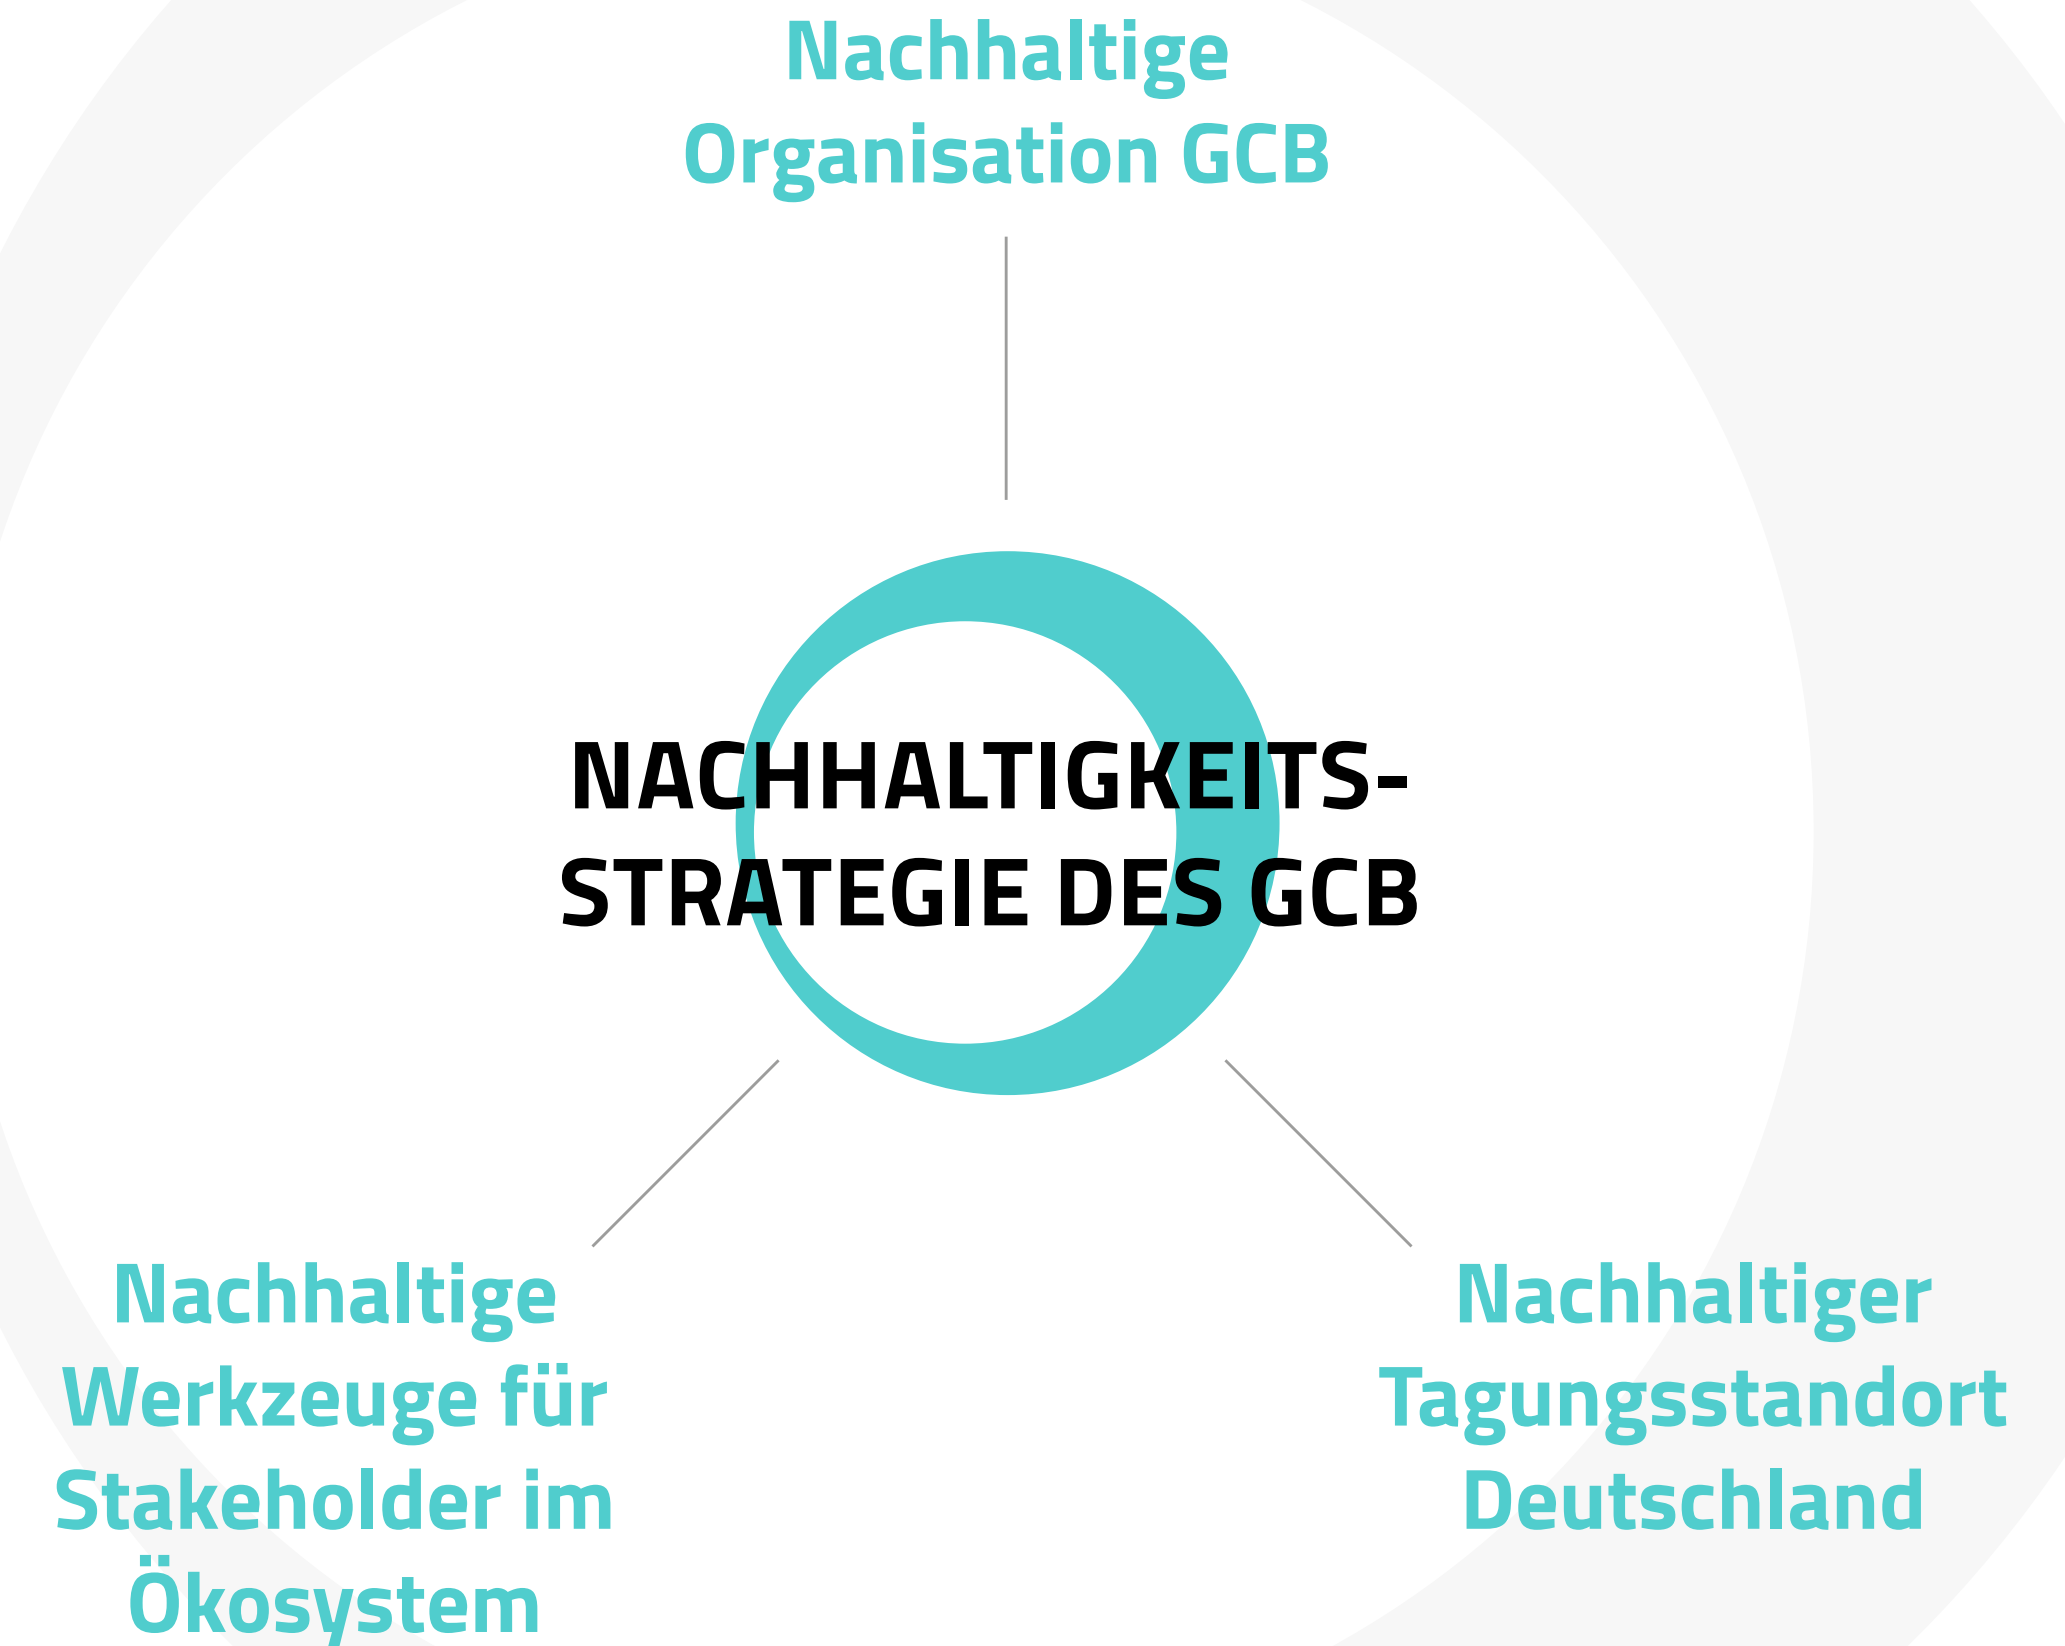 Nachhaltige
Organisation GCB
NACHHALTIGKEITS-
STRATEGIE DES GCB
Nachhaltige
Werkzeuge für
Stakeholder im
Ökosystem
Nachhaltiger
Tagungsstandort
Deutschland